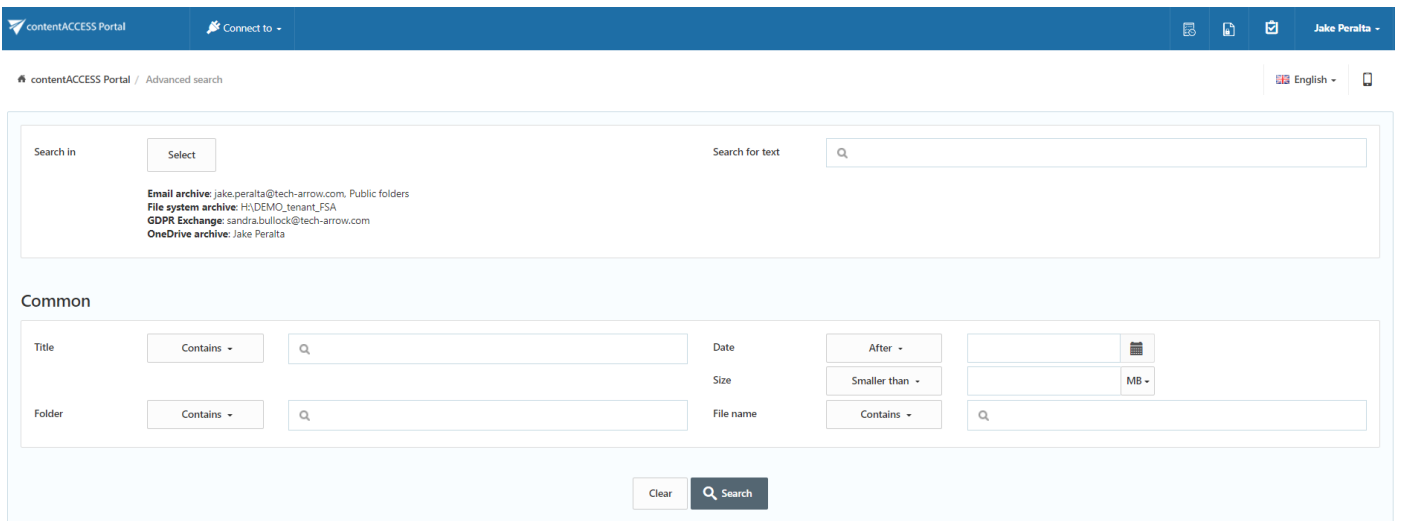 contentACCESS Portal
Connect to
Jake Peralta
contentACCESS Portal / Advanced search
English
Search in
Select
Search for text
Email archive: jake.peralta@tech-arrow.com, Public folders
File system archive: H:\DEMO_tenant_FSA
GDPR Exchange: sandra.bullock@tech-arrow.com
OneDrive archive: Jake Peralta
Common
Title
Contains
Date
After
Size
Smaller than
MB
Folder
Contains
File name
Contains
Clear
Search